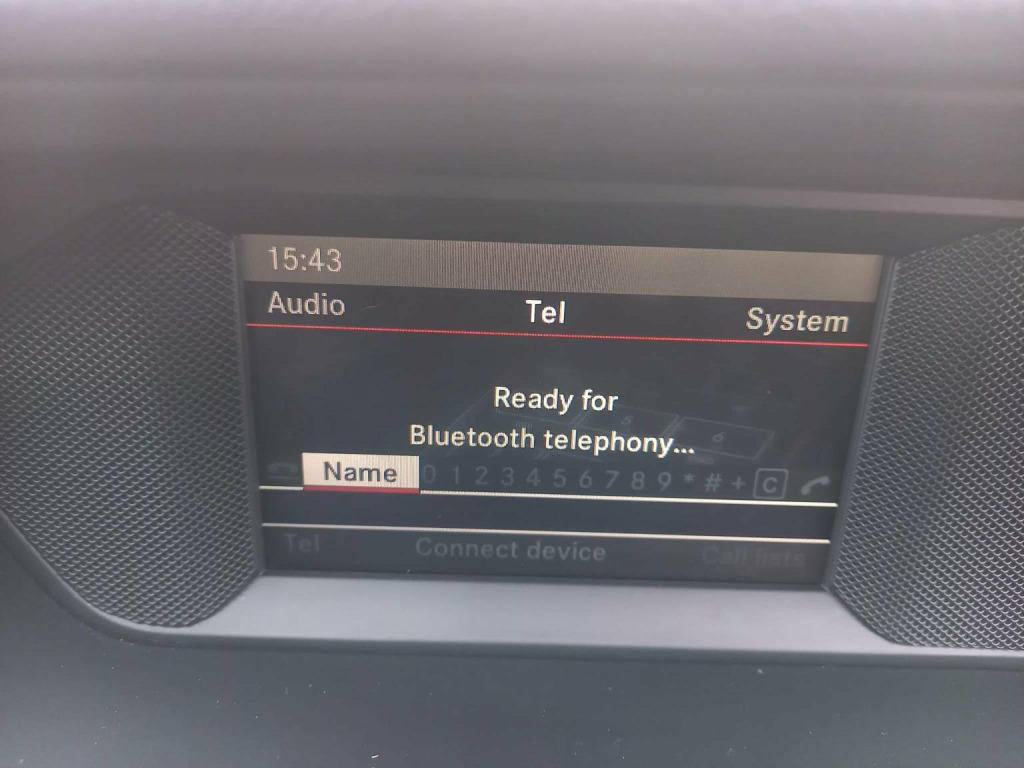 15:43
Audio Tel System
Ready for
Bluetooth telephony...
Name 0 1 2 3 4 5 6 7 8 9 * # + C
Tel Connect device Call lists